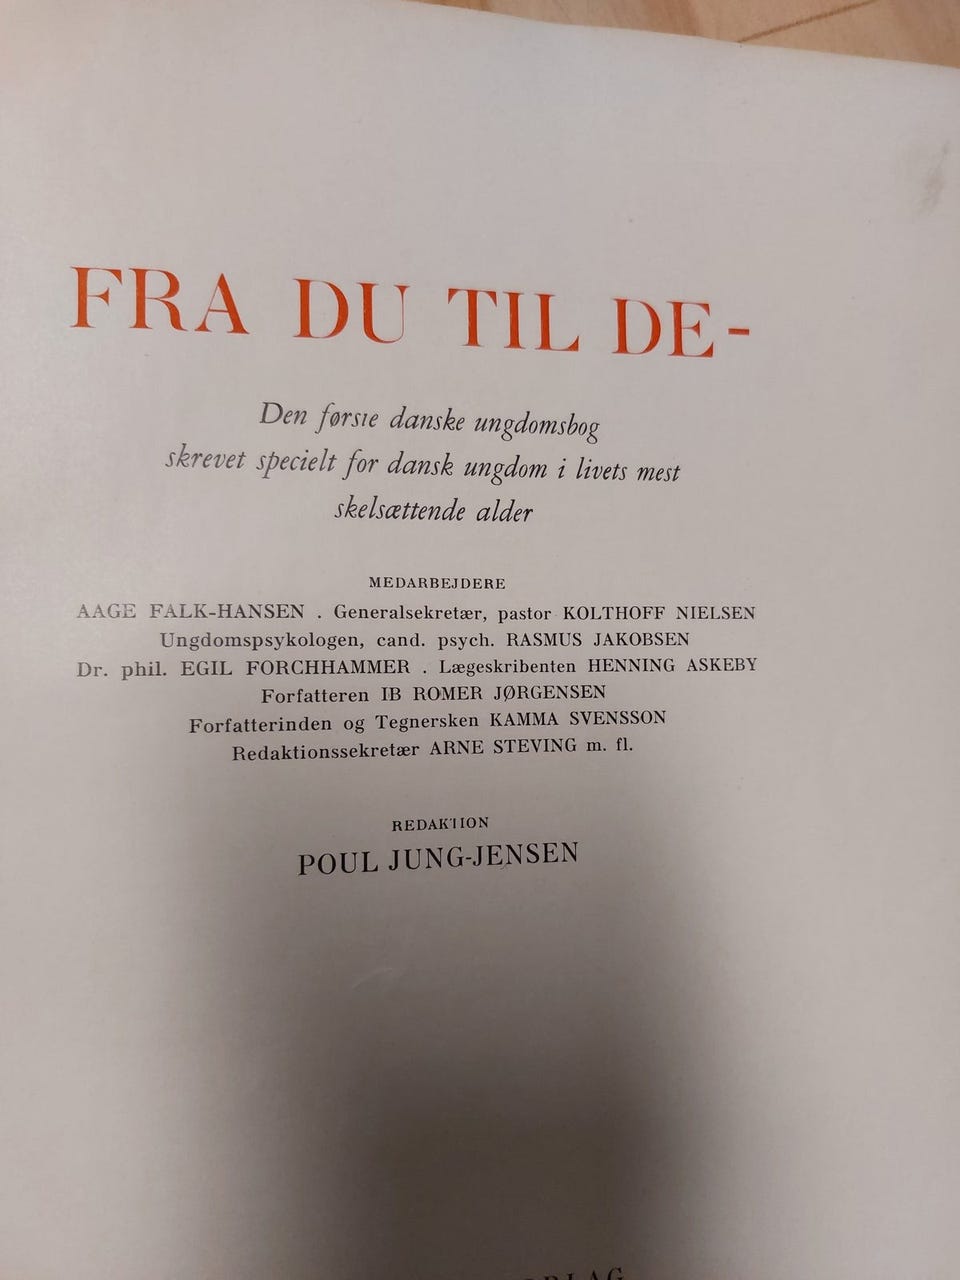 FRA DU TIL DE-
Den første danske ungdomsbog
skrevet specielt for dansk ungdom i livets mest
skelsættende alder
MEDARBEJDERE
AAGE FALK-HANSEN . Generalsekretær, pastor KOLTHOFF NIELSEN
Ungdomspsykologen, cand. psych. RASMUS JAKOBSEN
Dr. phil. EGIL FORCHHAMMER . Lægeskribenten HENNING ASKEBY
Forfatteren IB ROMER JØRGENSEN
Forfatterinden og Tegnersken KAMMA SVENSSON
Redaktionssekretær ARNE STEVING m. fl.
REDAKTION
POUL JUNG-JENSEN